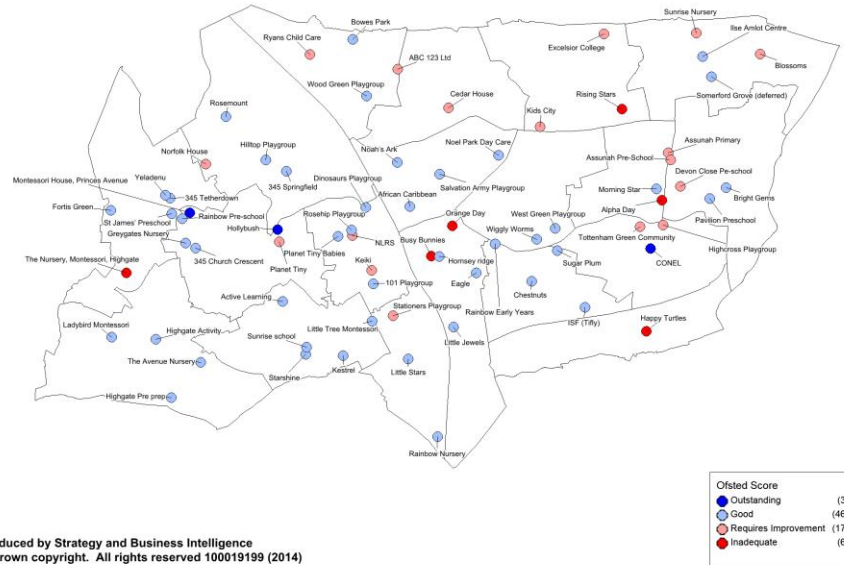 Sunrise Nursery
Bowes Park
Ilse Amlot Centre
Ryans Child Care
Excelsior College
ABC 123 Ltd
Blossoms
Wood Green Playgroup
Somerford Grove (deferred)
Rising Stars
Cedar House
Rosemount
Kids City
Assunah Primary
Noel Park Day Care
Noah's Ark
Hilltop Playgroup
Norfolk House
Assunah Pre-School
Devon Close Pe-school
Dinosaurs Playgroup
Montessori House, Princes Avenue
Yeladenu
345 Springfield
Salvation Army Playgroup
Morning Star
345 Tetherdown
African Caribbean
Bright Gems
Fortis Green
Rainbow Pre-school
Rosehip Playgroup
Orange Day
West Green Playgroup
Alpha Day
St James' Preschool
Pavilion Preschool
Hollybush
Wiggly Worms
Greygates Nursery
NLRS
Busy Bunnies
Tottenham Green Community
Planet Tiny Babies
Highcross Playgroup
The Nursery, Montessori, Highgate
345 Church Crescent
Keiki
Hornsey ridge
Sugar Plum
CONEL
Planet Tiny
Eagle
101 Playgroup
Chestnuts
Active Learning
Stationers Playgroup
Rainbow Early Years
Happy Turtles
ISF (Tifly)
Ladybird Montessori
Highgate Activity
Little Tree Montessori
Sunrise school
Little Jewels
The Avenue Nursery
Kestrel
Little Stars
Starshine
Highgate Pre prep
Rainbow Nursery
Ofsted Score
Outstanding (3
Good (46
Requires Improvement (17
Inadequate (6
duced by Strategy and Business Intelligence
rown copyright. All rights reserved 100019199 (2014)